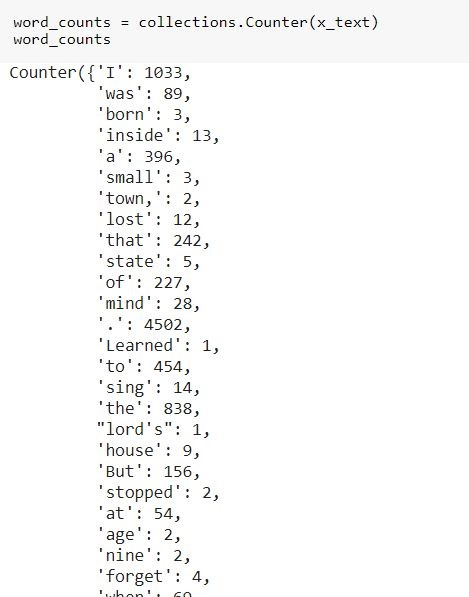 word_counts = collections.Counter(x_text)
word_counts
Counter({'I': 1033,
'was': 89,
'born': 3,
'inside': 13,
'a': 396,
'small': 3,
'town,': 2,
'lost': 12,
'that': 242,
'state': 5,
'of': 227,
'mind': 28,
'.': 4502,
'Learned': 1,
'to': 454,
'sing': 14,
'the': 838,
"lord's": 1,
'house': 9,
'But': 156,
'stopped': 2,
'at': 54,
'age': 2,
'nine': 2,
'forget': 4,
'when': 69